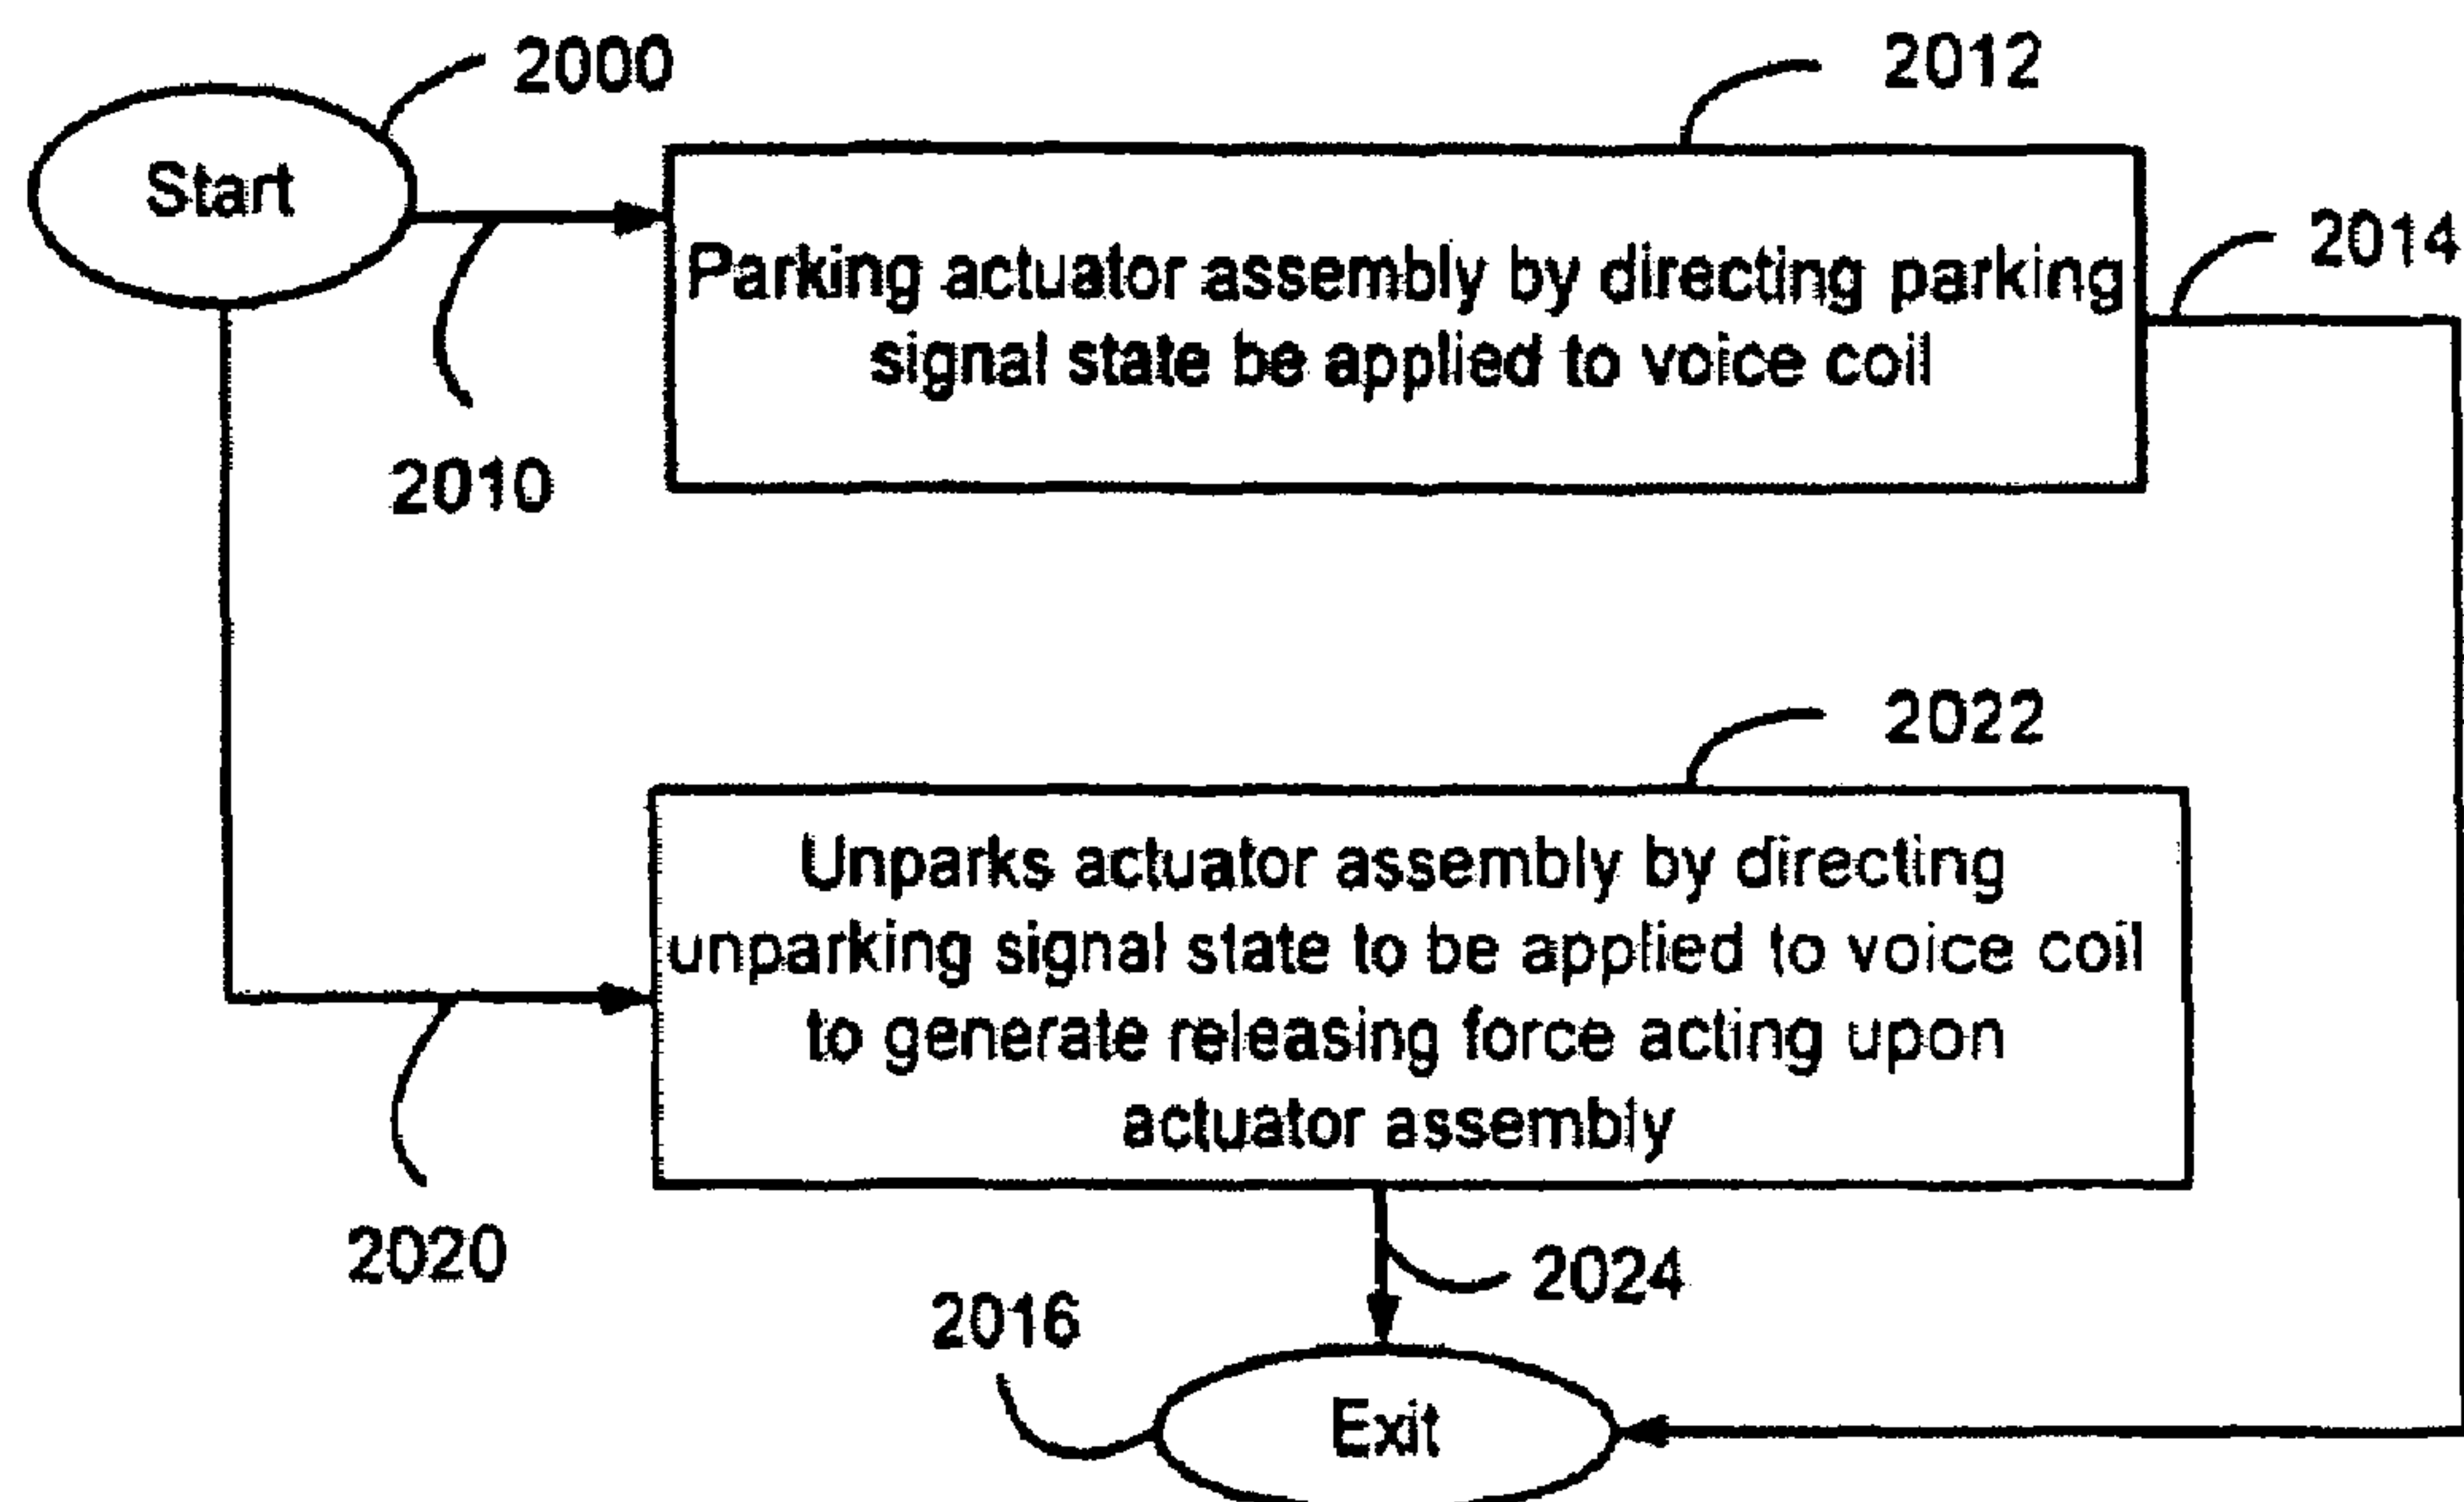 2000
2012
Start
2014
Parking actuator assembly by directing parking
signal state be applied to voice coil
2010
2022
Unparks actuator assembly by directing
unparking signal state to be applied to voice coil
to generate releasing force acting upon
actuator assembly
2020
2024
2016
Exit